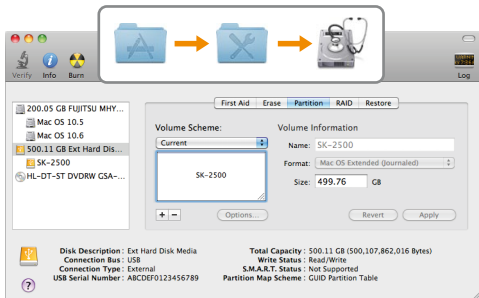 Verify Info Burn Log
First Aid Erase Partition RAID Restore
200.05 GB FUJITSU MHY...
Mac OS 10.5
Mac OS 10.6
500.11 GB Ext Hard Dis...
SK-2500
HL-DT-ST DVDRW GSA-...
Volume Scheme:
Current
SK-2500
+ −
Options...
Volume Information
Name: SK-2500
Format: Mac OS Extended (Journaled)
Size: 499.76 GB
Revert Apply
Disk Description : Ext Hard Disk Media
Connection Bus : USB
Connection Type : External
USB Serial Number : ABCDEF0123456789
Total Capacity : 500.11 GB (500,107,862,016 Bytes)
Write Status : Read/Write
S.M.A.R.T. Status : Not Supported
Partition Map Scheme : GUID Partition Table
?